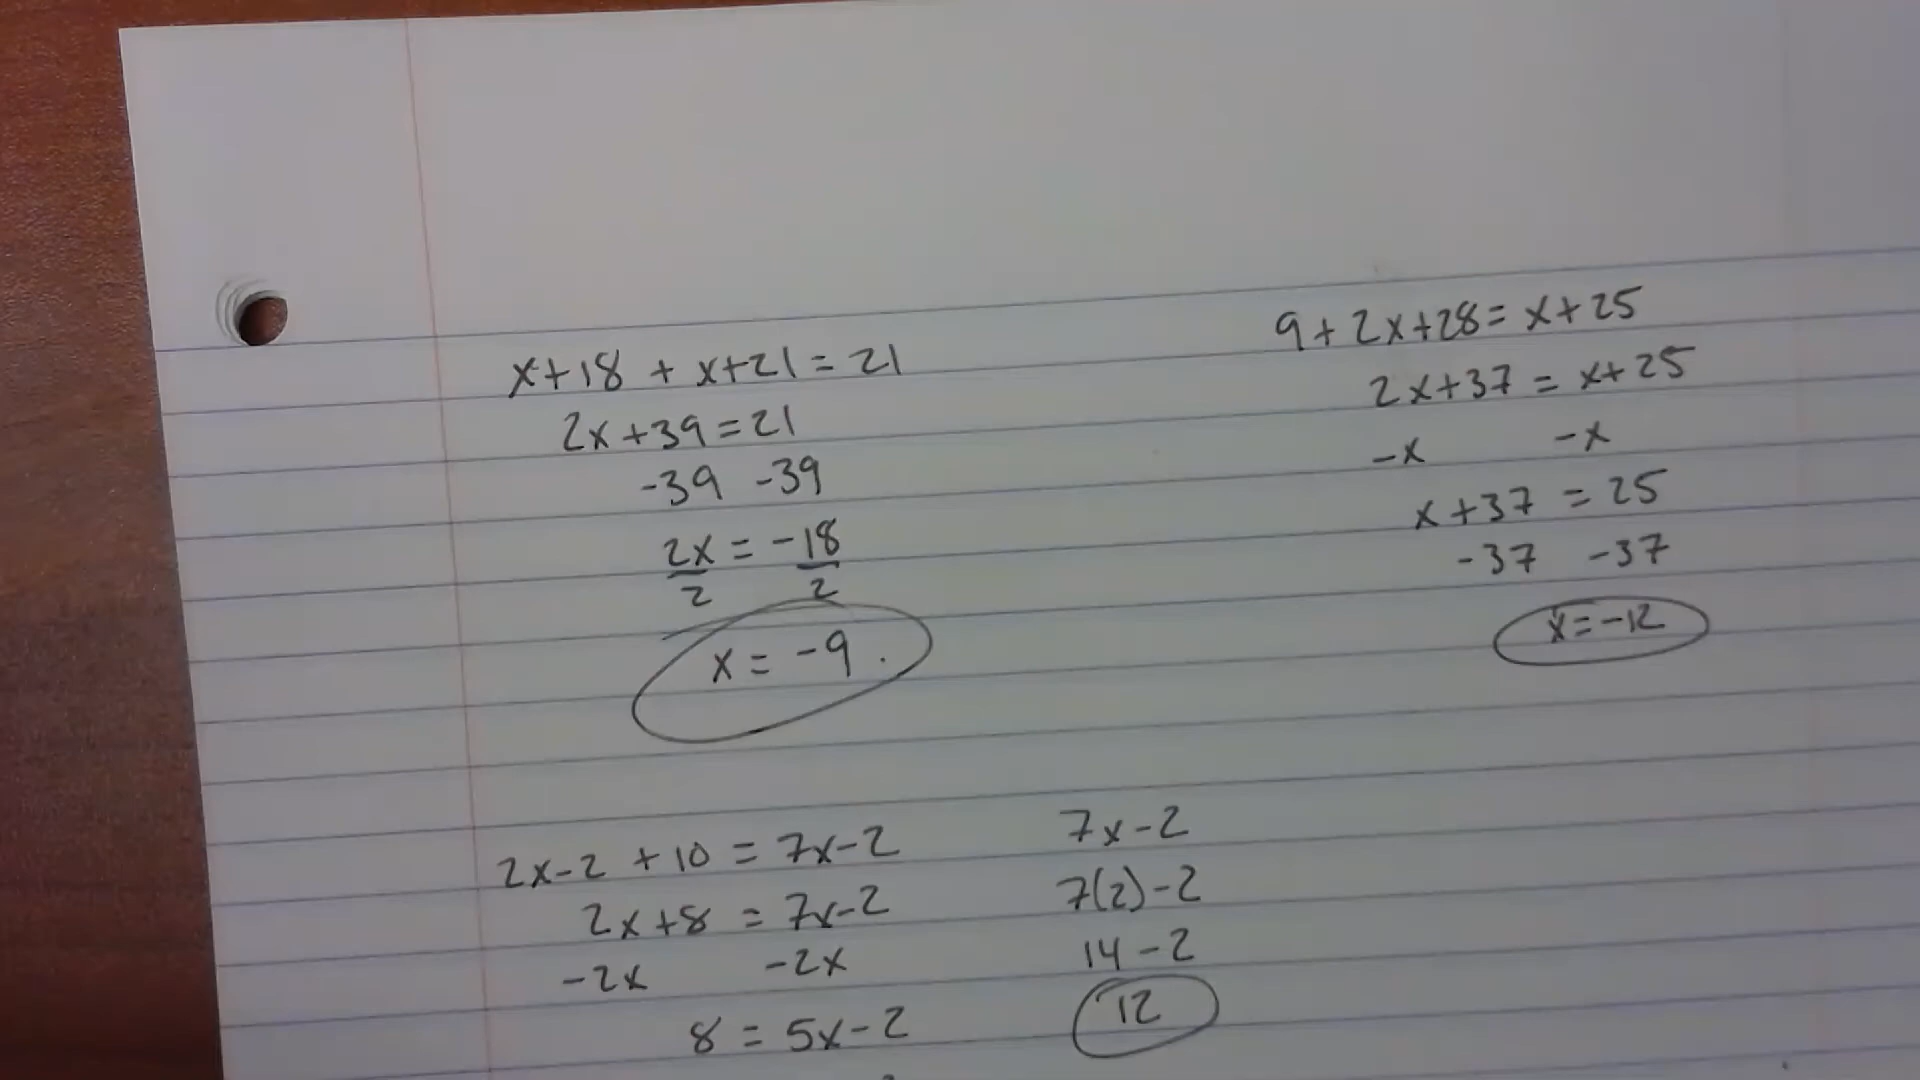 x+18 + x+21 = 21
2x+39=21
-39 -39
2x = -18
2 2
x = -9.
9+2x+28= x+25
2x+37 = x+25
-x -x
x+37 = 25
-37 -37
x=-12
2x-2 +10 = 7x-2
2x+8 = 7x-2
-2x -2x
8 = 5x-2
7x-2
7(2)-2
14-2
12